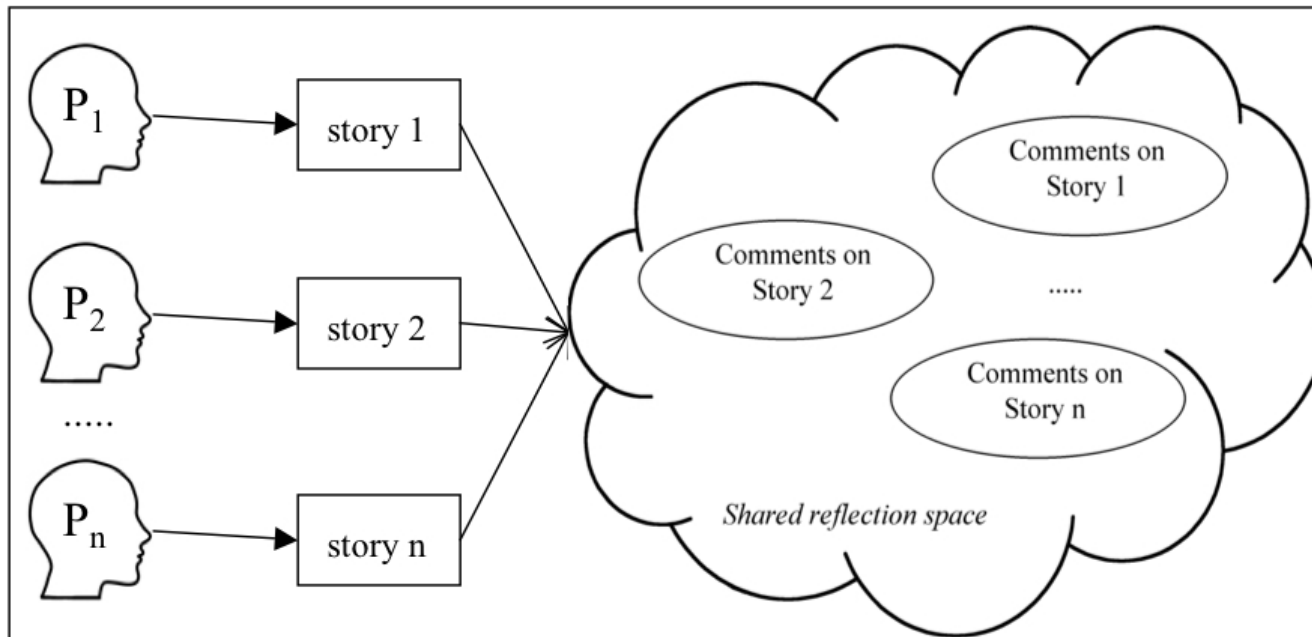 P1
story 1
P2
story 2
.....
Pn
story n
Comments on
Story 1
Comments on
Story 2
.....
Comments on
Story n
Shared reflection space